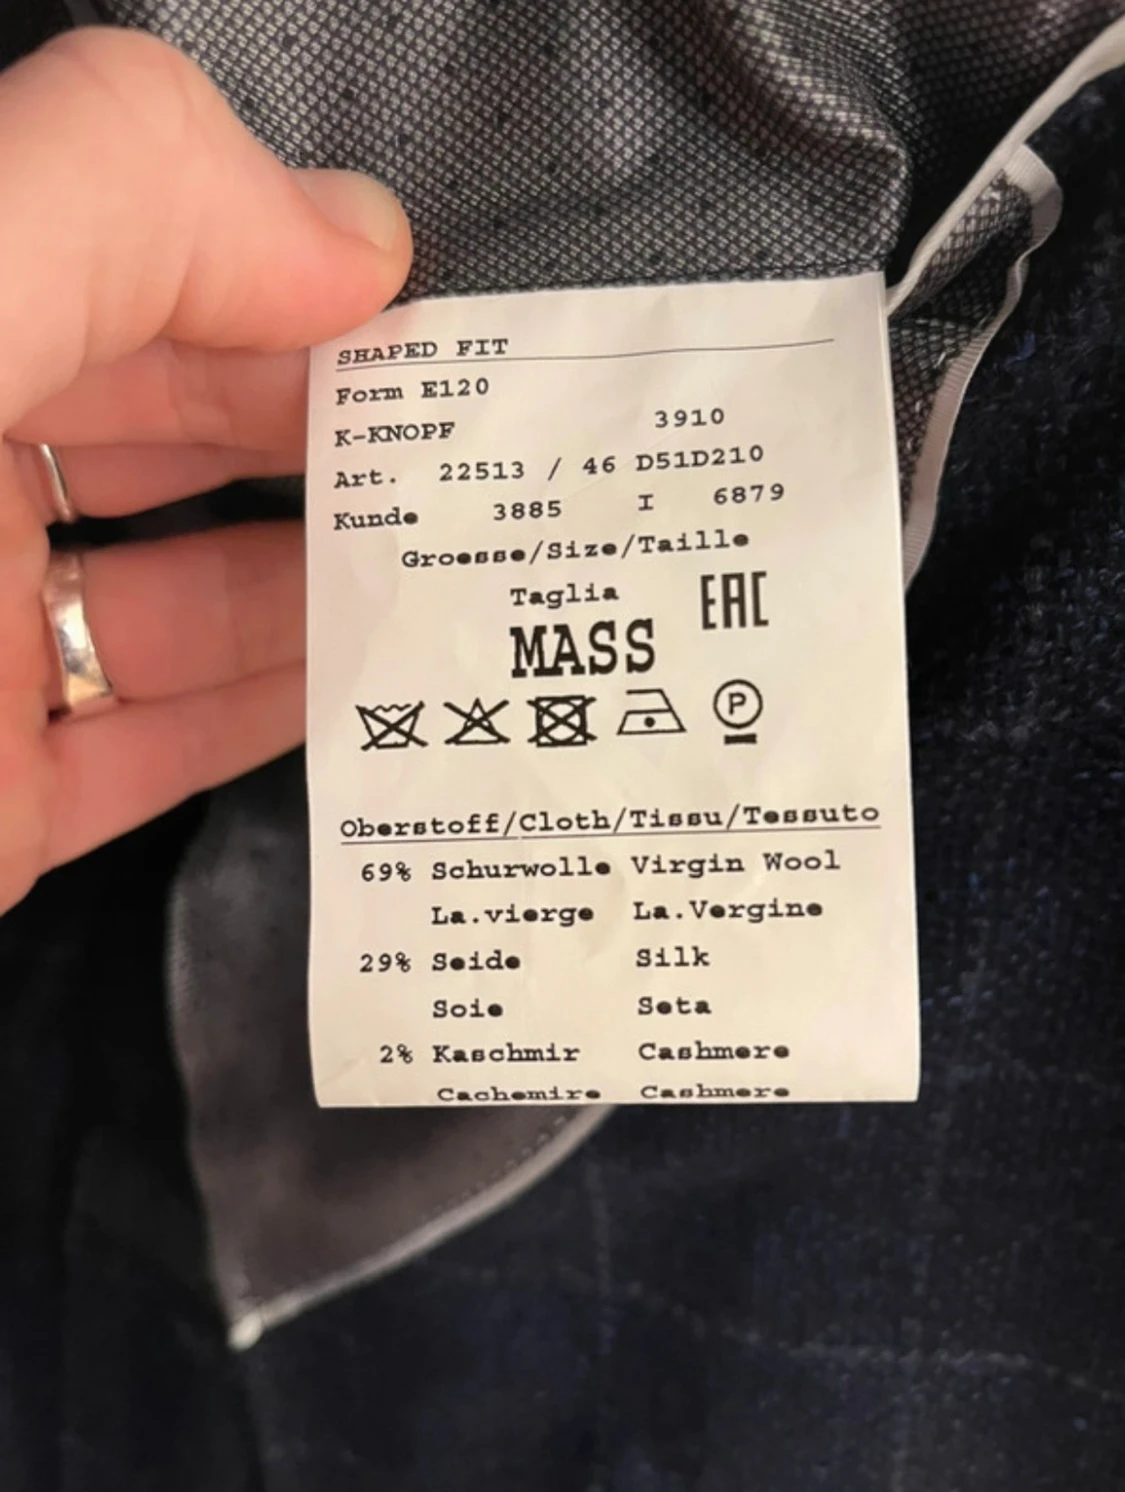 SHAPED FIT
Form E120
K-KNOPF 3910
Art. 22513 / 46 D51D210
Kunde 3885 I 6879
Groesse/Size/Taille
Taglia EAC
MASS
P
Oberstoff/Cloth/Tissu/Tessuto
69% Schurwolle Virgin Wool
La.vierge La.Vergine
29% Seide Silk
Soie Seta
2% Kaschmir Cashmere
Cachemire Cashmere